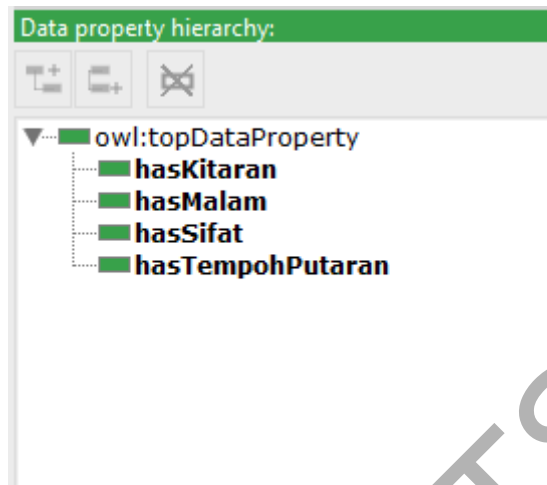 Data property hierarchy:
owl:topDataProperty
hasKitaran
hasMalam
hasSifat
hasTempohPutaran